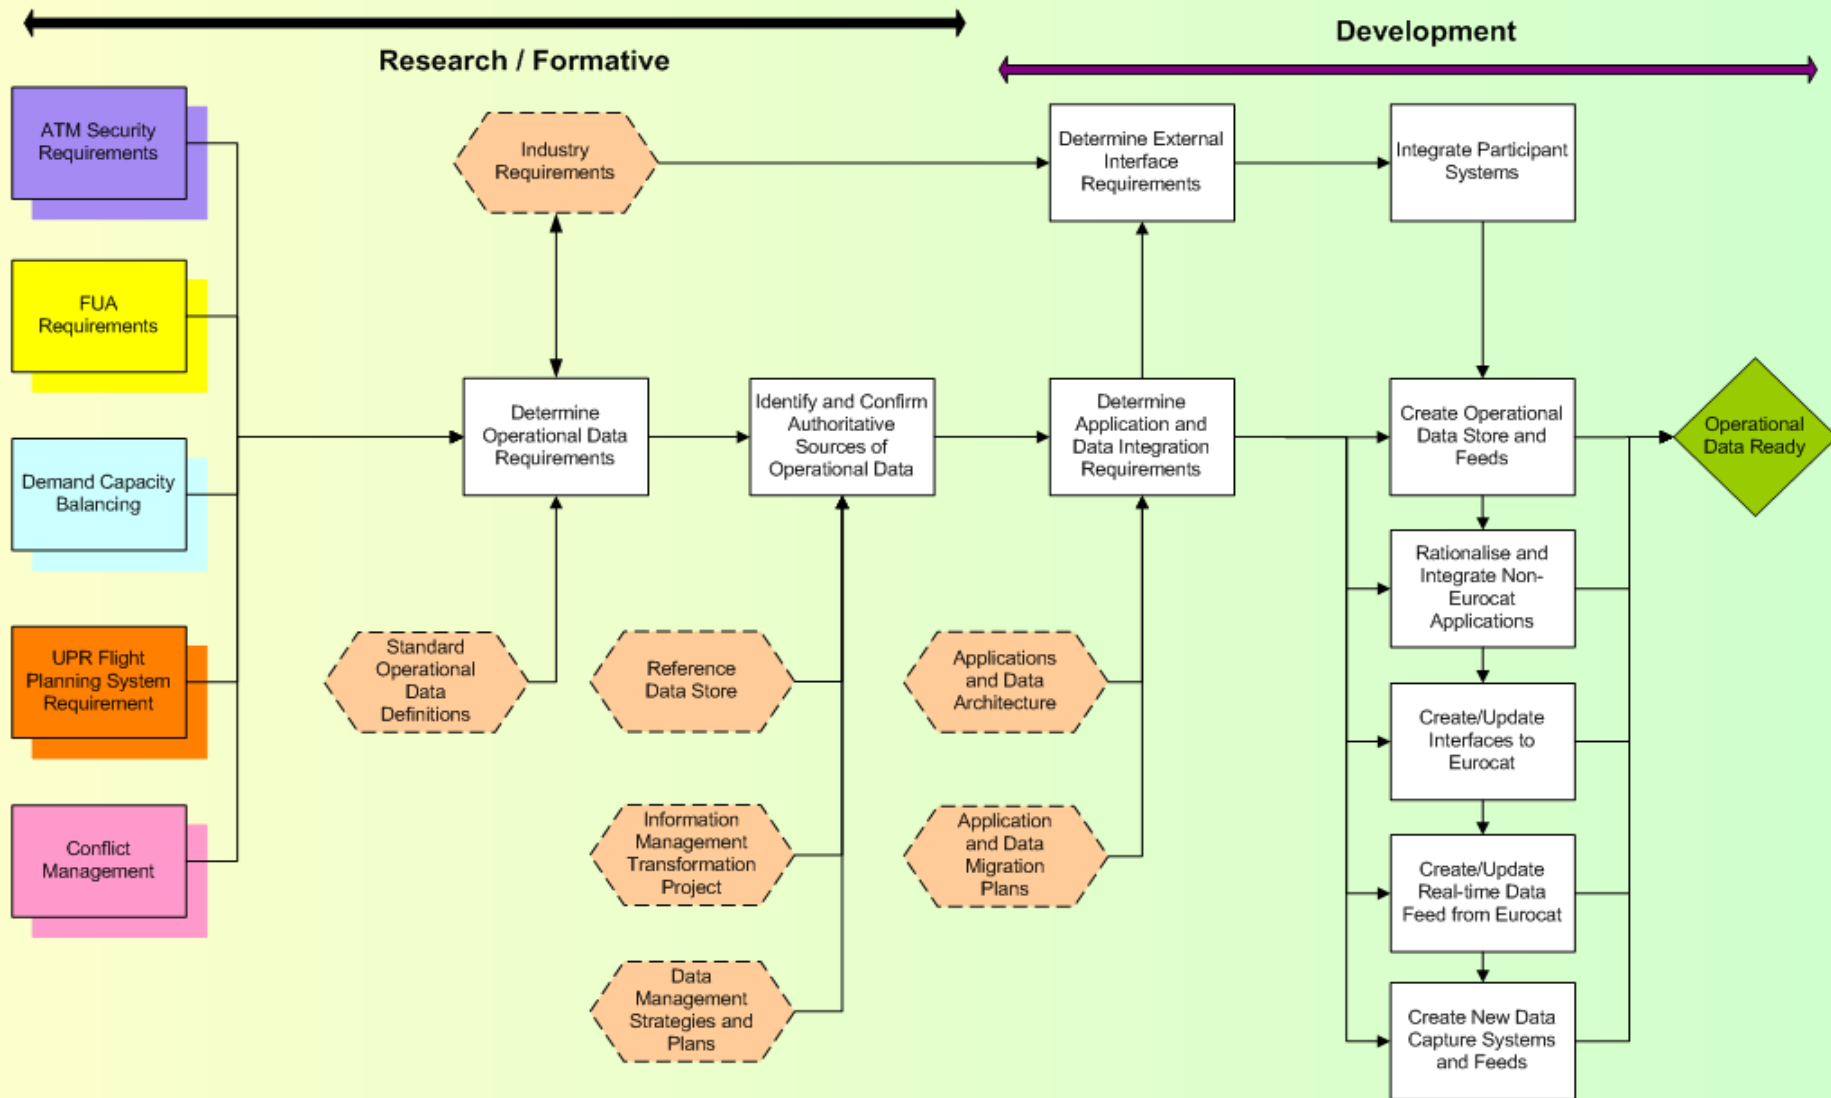 Research / Formative
Development
ATM Security
Requirements
Industry
Requirements
Determine External
Interface
Requirements
Integrate Participant
Systems
FUA
Requirements
Determine
Operational Data
Requirements
Identify and Confirm
Authoritative
Sources of
Operational Data
Determine
Application and
Data Integration
Requirements
Create Operational
Data Store and
Feeds
Operational
Data Ready
Demand Capacity
Balancing
Rationalise and
Integrate Non-
Eurocat
Applications
UPR Flight
Planning System
Requirement
Standard
Operational
Data
Definitions
Reference
Data Store
Applications
and Data
Architecture
Create/Update
Interfaces to
Eurocat
Conflict
Management
Information
Management
Transformation
Project
Application
and Data
Migration
Plans
Create/Update
Real-time Data
Feed from Eurocat
Data
Management
Strategies and
Plans
Create New Data
Capture Systems
and Feeds